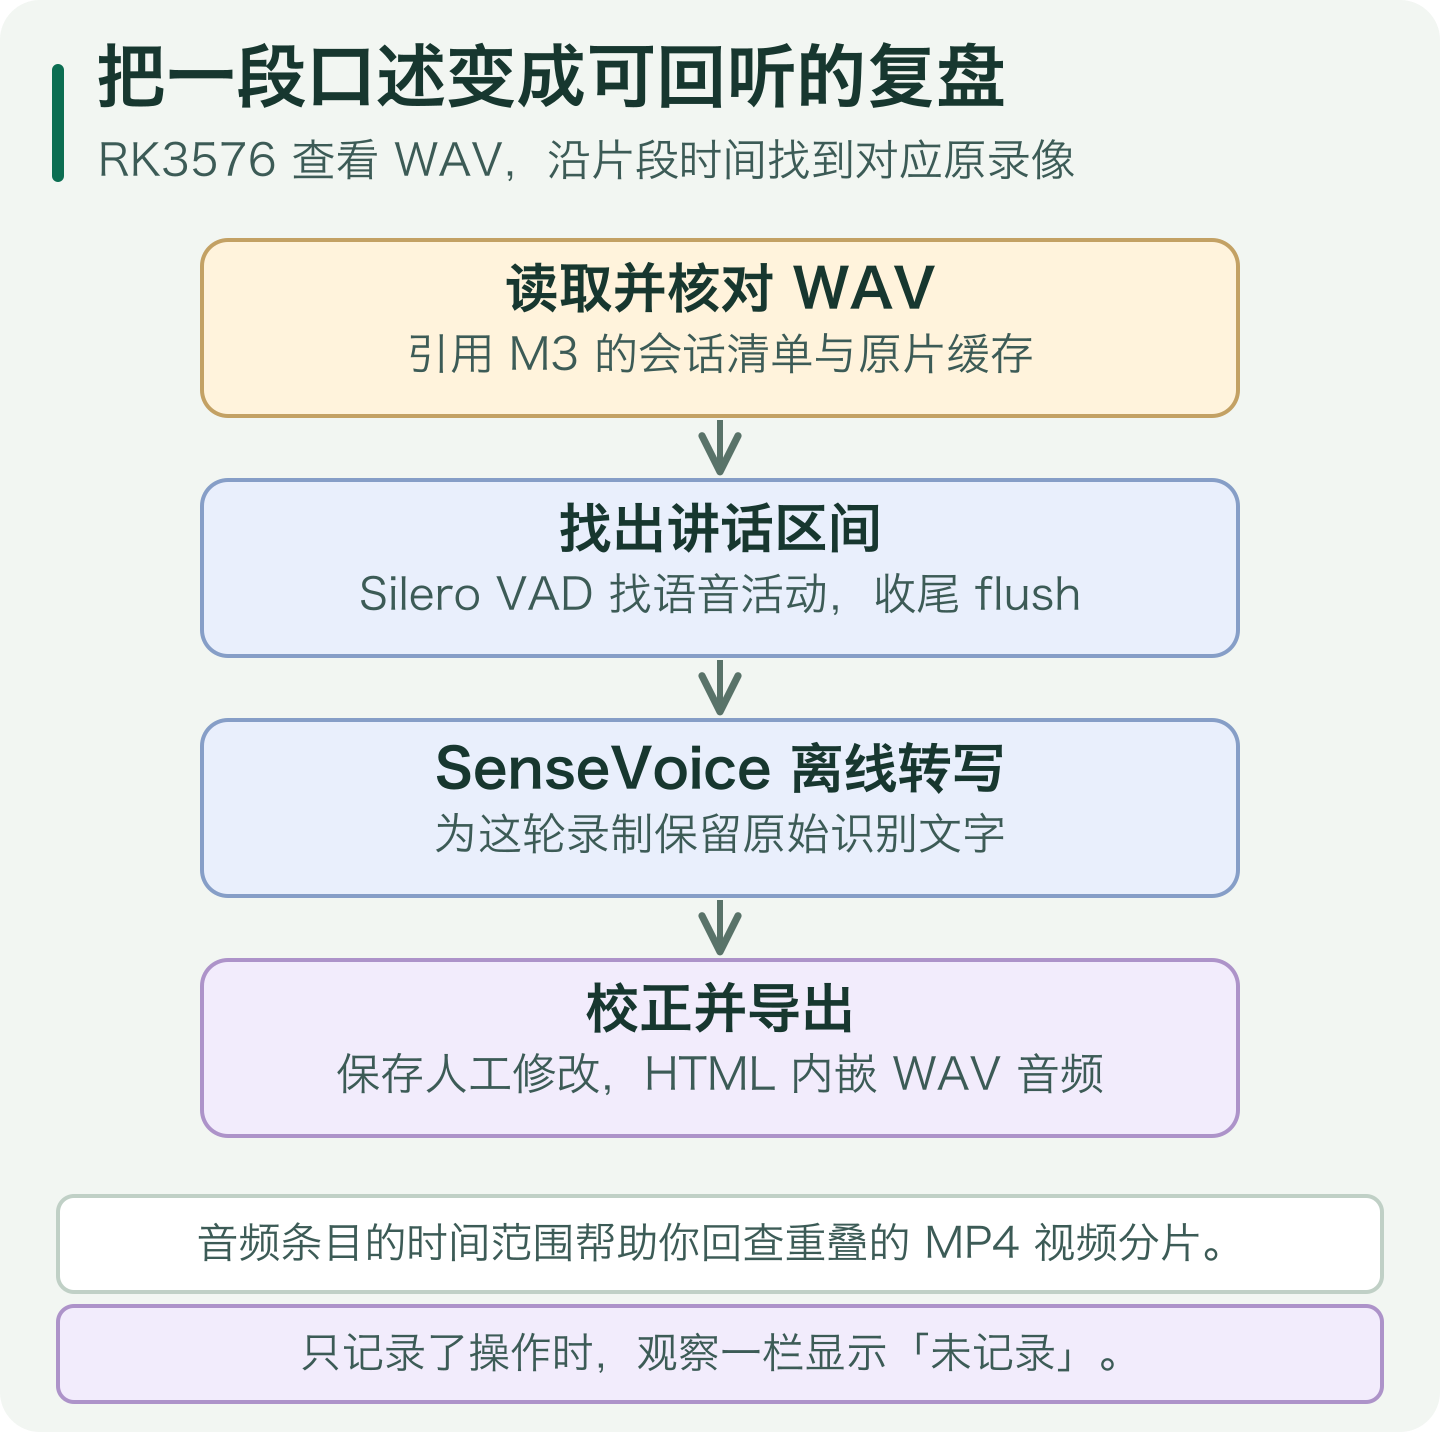 把一段口述变成可回听的复盘
RK3576 查看 WAV，沿片段时间找到对应原录像
读取并核对 WAV
引用 M3 的会话清单与原片缓存
找出讲话区间
Silero VAD 找语音活动，收尾 flush
SenseVoice 离线转写
为这轮录制保留原始识别文字
校正并导出
保存人工修改，HTML 内嵌 WAV 音频
音频条目的时间范围帮助你回查重叠的 MP4 视频分片。
只记录了操作时，观察一栏显示「未记录」。